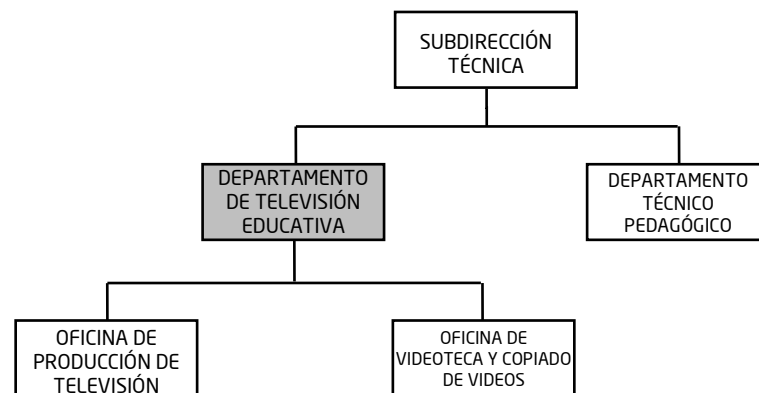 SUBDIRECCIÓN
TÉCNICA
DEPARTAMENTO
DE TELEVISIÓN
EDUCATIVA
DEPARTAMENTO
TÉCNICO
PEDAGÓGICO
OFICINA DE
PRODUCCIÓN DE
TELEVISIÓN
OFICINA DE
VIDEOTECA Y COPIADO
DE VIDEOS